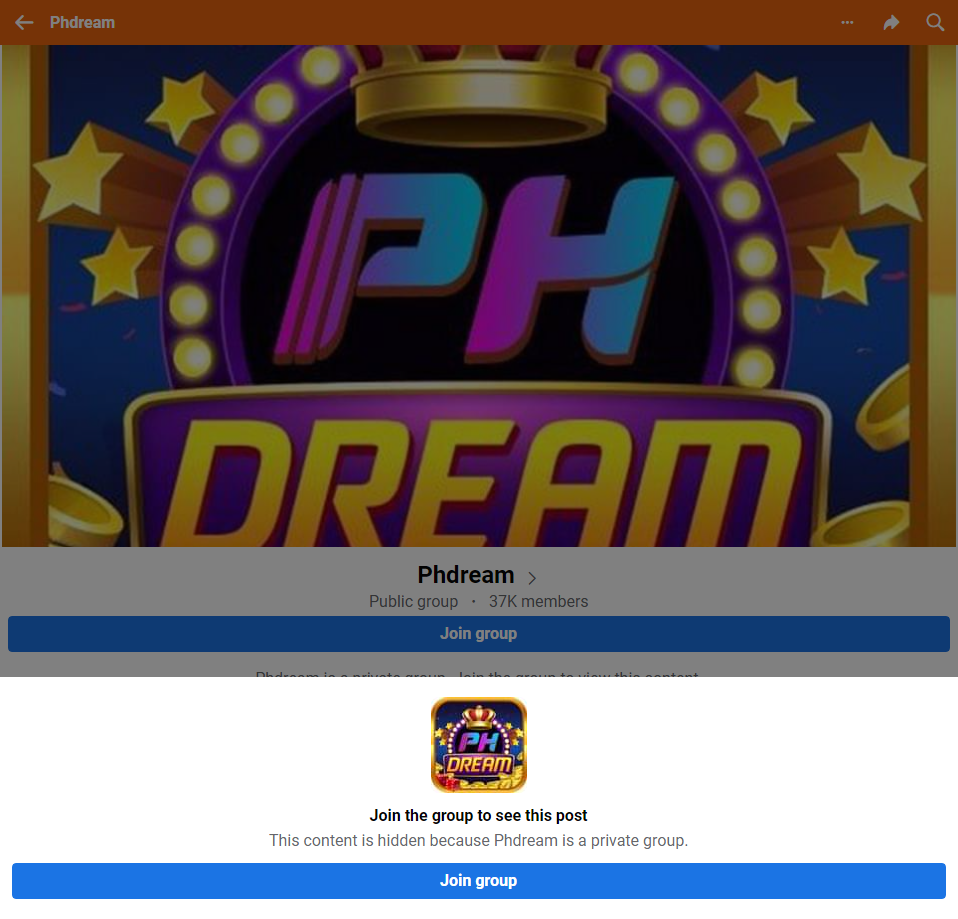 Phdream
PH
DREAM
Phdream
Public group · 37K members
Join group
Phdream is a private group. Join the group to view this content.
PH
DREAM
Join the group to see this post
This content is hidden because Phdream is a private group.
Join group